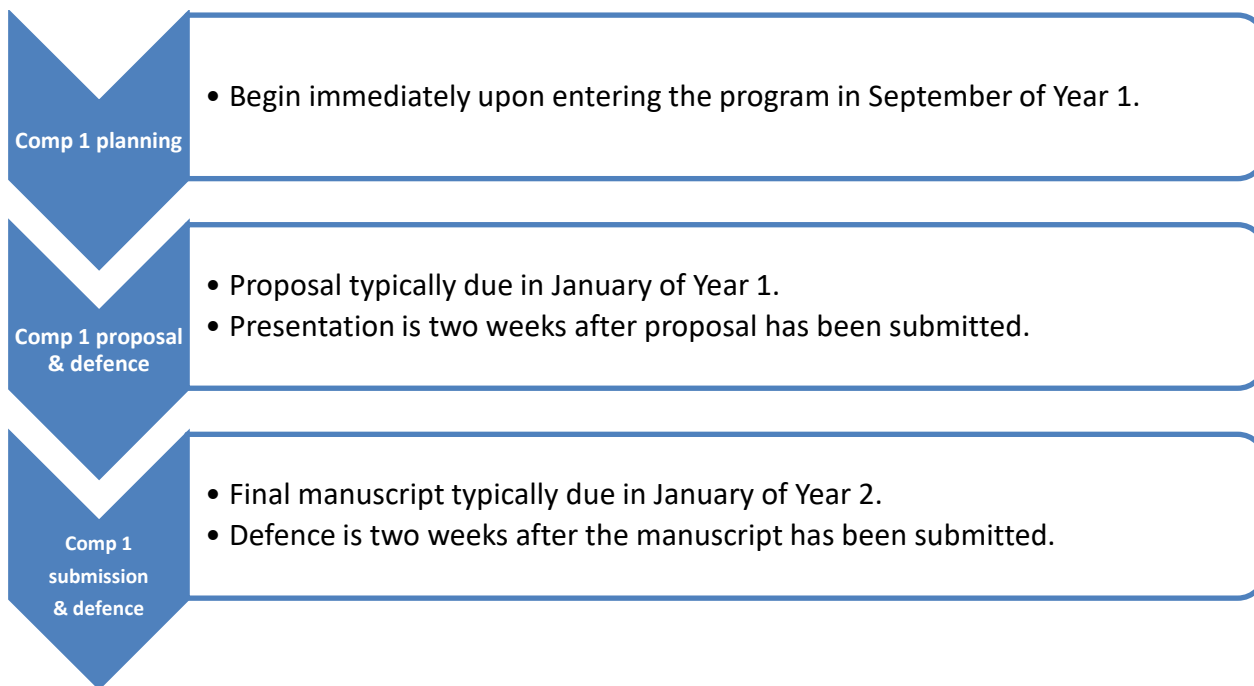 Comp 1 planning
• Begin immediately upon entering the program in September of Year 1.
Comp 1 proposal
& defence
• Proposal typically due in January of Year 1.
• Presentation is two weeks after proposal has been submitted.
Comp 1
submission
& defence
• Final manuscript typically due in January of Year 2.
• Defence is two weeks after the manuscript has been submitted.